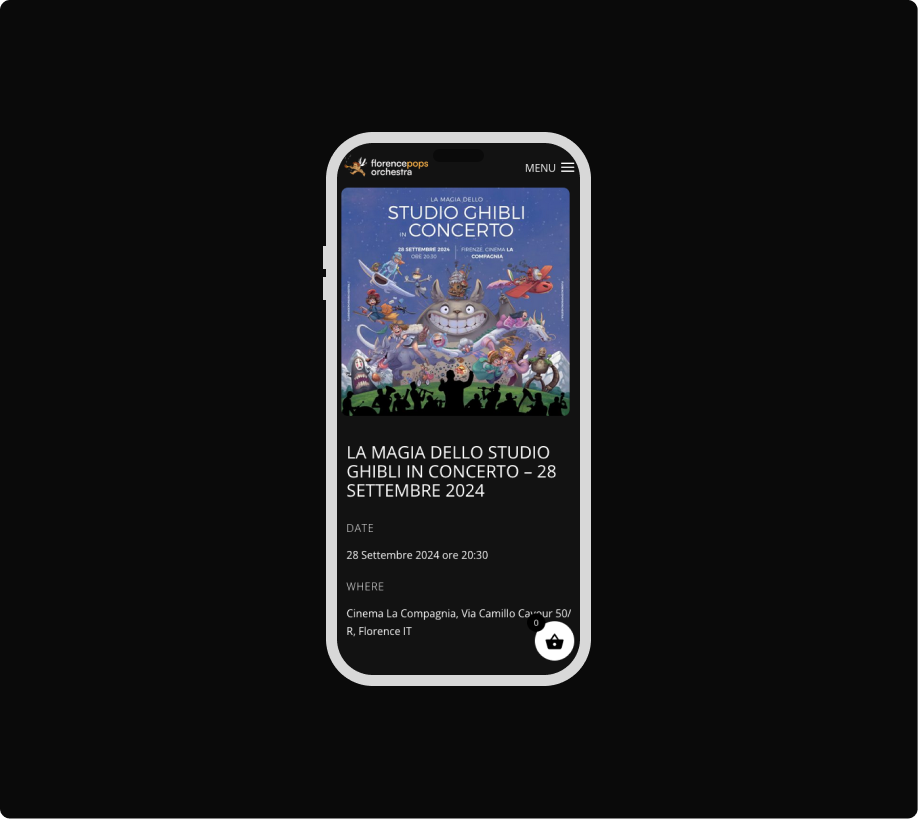 florencepops
orchestra
MENU
LA MAGIA DELLO
STUDIO GHIBLI
IN CONCERTO
28 SETTEMBRE 2024
ORE 20:30
FIRENZE, CINEMA LA
COMPAGNIA
LA MAGIA DELLO STUDIO
GHIBLI IN CONCERTO – 28
SETTEMBRE 2024
DATE
28 Settembre 2024 ore 20:30
WHERE
Cinema La Compagnia, Via Camillo Cavour 50/
R, Florence IT
0